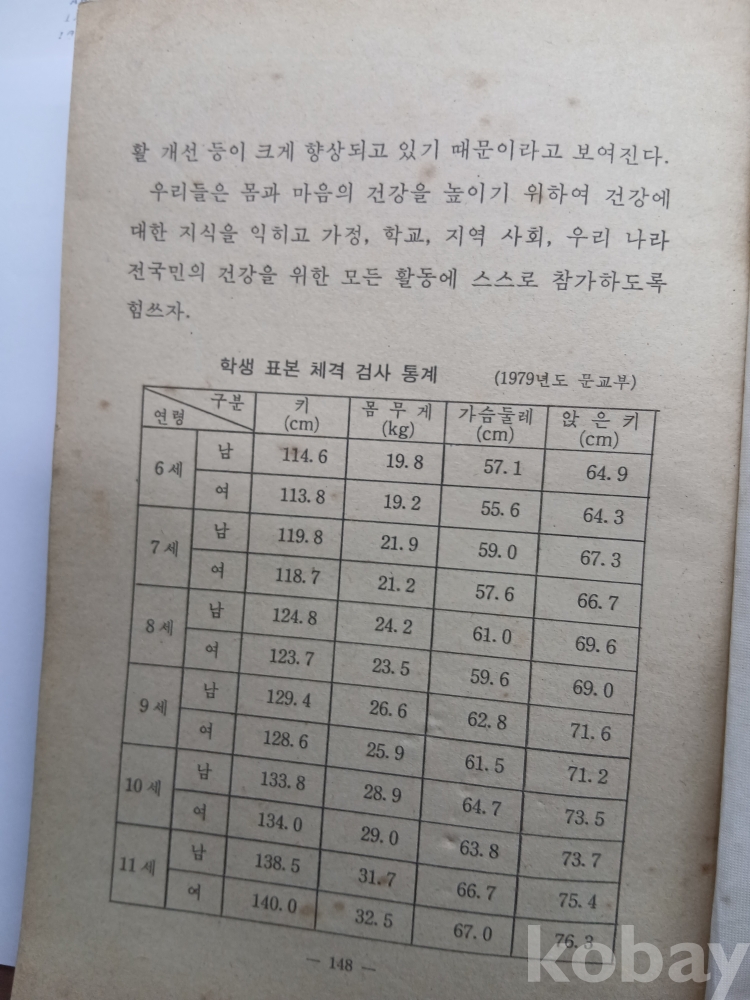 활 개선 등이 크게 향상되고 있기 때문이라고 보여진다.
우리들은 몸과 마음의 건강을 높이기 위하여 건강에
대한 지식을 익히고 가정, 학교, 지역 사회, 우리 나라
전국민의 건강을 위한 모든 활동에 스스로 참가하도록
힘쓰자.
학생 표본 체격 검사 통계 (1979년도 문교부)
구분 연령 키 (cm) 몸 무 게 (kg) 가슴둘레 (cm) 앉 은 키 (cm)
6세 남 114.6 19.8 57.1 64.9
여 113.8 19.2 55.6 64.3
7세 남 119.8 21.9 59.0 67.3
여 118.7 21.2 57.6 66.7
8세 남 124.8 24.2 61.0 69.6
여 123.7 23.5 59.6 69.0
9세 남 129.4 26.6 62.8 71.6
여 128.6 25.9 61.5 71.2
10세 남 133.8 28.9 64.7 73.5
여 134.0 29.0 63.8 73.7
11세 남 138.5 31.7 66.7 75.4
여 140.0 32.5 67.0 76.3
— 148 —
kobay